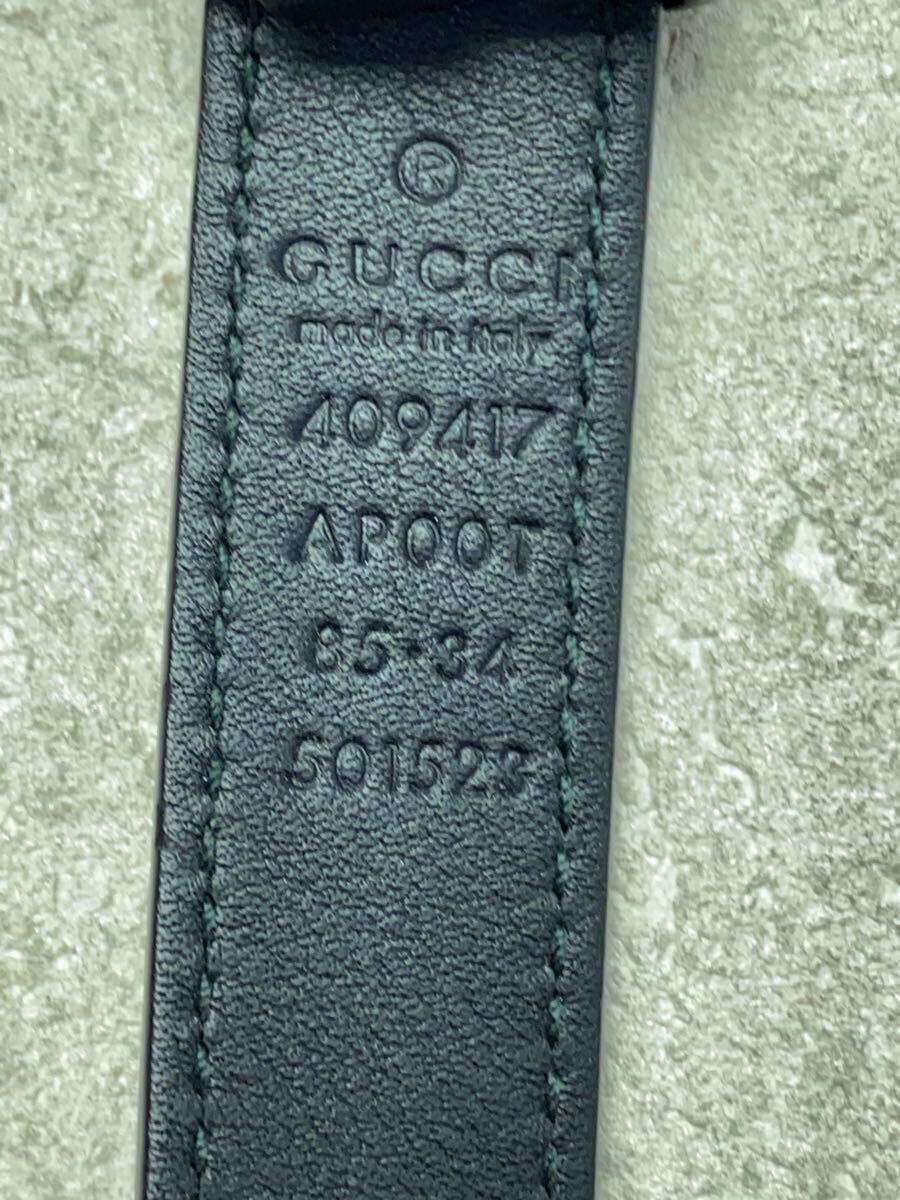 ®
GUCCI
made in italy
409417
AP00T
85·34
501523